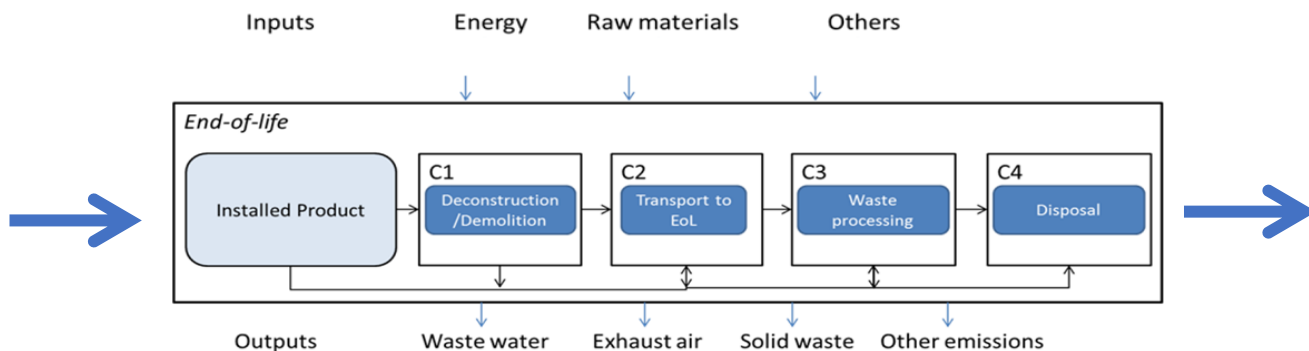 Inputs Energy Raw materials Others
End-of-life
C1 C2 C3 C4
Installed Product
Deconstruction
/Demolition
Transport to
EoL
Waste
processing
Disposal
Outputs Waste water Exhaust air Solid waste Other emissions